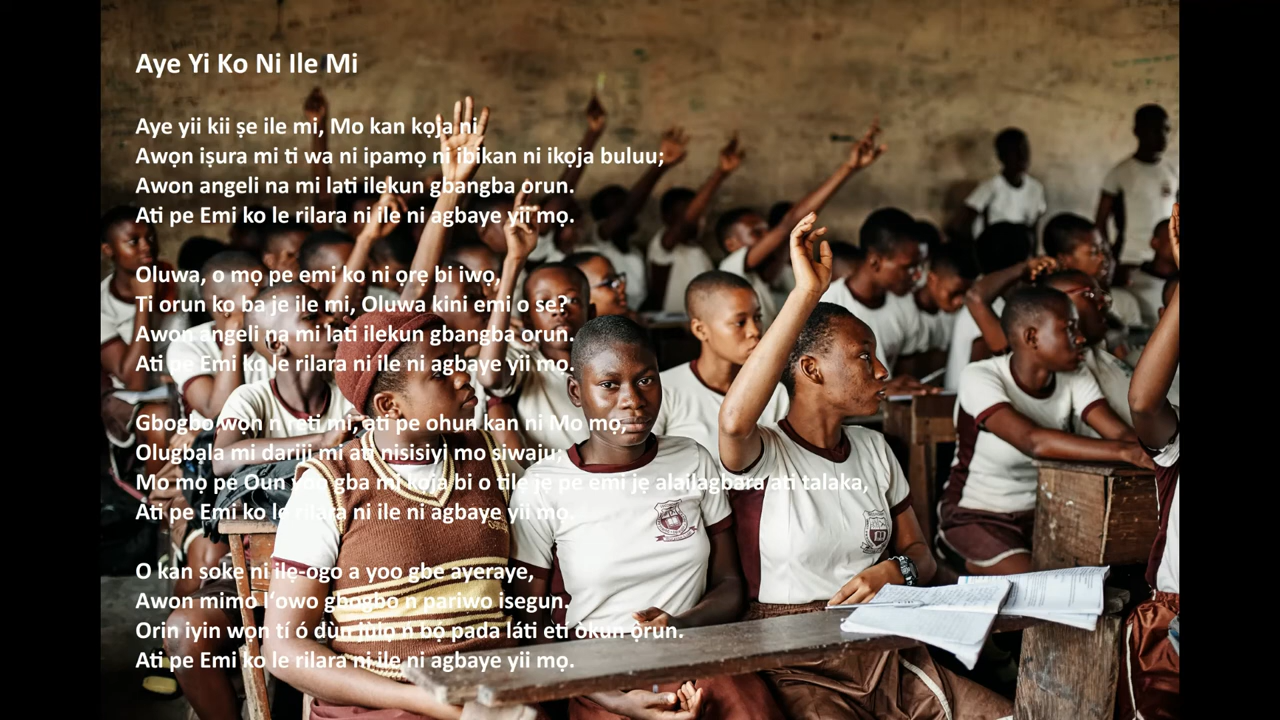 Aye Yi Ko Ni Ile Mi
Aye yii kii ṣe ile mi, Mo kan kọja ni
Awọn iṣura mi ti wa ni ipamọ ni ibikan ni ikọja buluu;
Awon angeli na mi lati ilekun gbangba orun.
Ati pe Emi ko le rilara ni ile ni agbaye yii mọ.
Oluwa, o mọ pe emi ko ni ọrẹ bi iwọ,
Ti orun ko ba je ile mi, Oluwa kini emi o se?
Awon angeli na mi lati ilekun gbangba orun.
Ati pe Emi ko le rilara ni ile ni agbaye yii mọ.
Gbogbo wọn n reti mi, ati pe ohun kan ni Mo mọ,
Olugbala mi dariji mi ati nisisiyi mo siwaju;
Mo mọ pe Oun yoo gba mi kọja bi o tilẹ jẹ pe emi jẹ alailagbara ati talaka,
Ati pe Emi ko le rilara ni ile ni agbaye yii mọ.
O kan soke ni ilẹ-ogo a yoo gbe ayeraye,
Awon mimo l'owo gbogbo n pariwo isegun.
Orin iyin wọn tí ó dùn jùlọ ń bọ̀ pada láti etí òkun ọ̀run.
Ati pe Emi ko le rilara ni ile ni agbaye yii mọ.